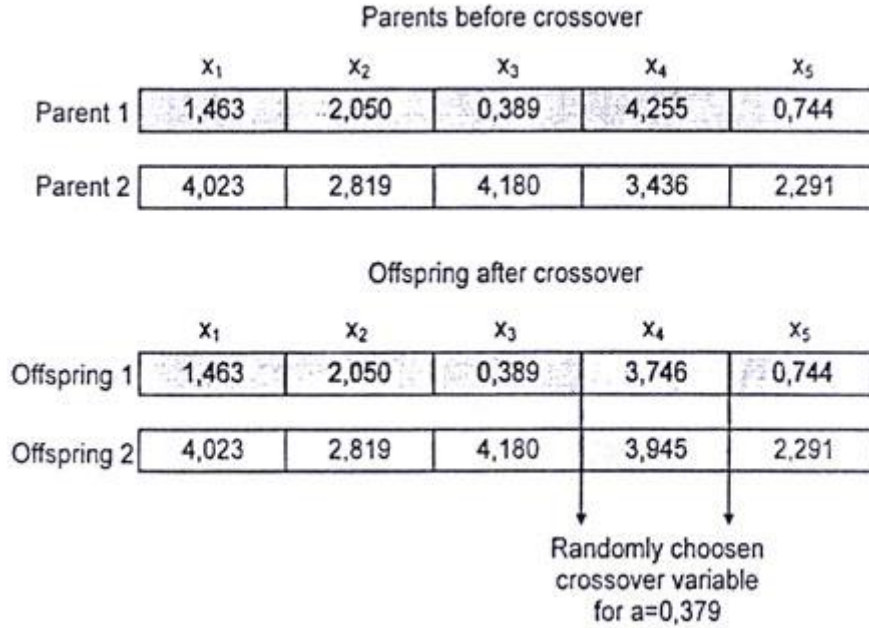 Parents before crossover
x₁ x₂ x₃ x₄ x₅
Parent 1 1,463 2,050 0,389 4,255 0,744
Parent 2 4,023 2,819 4,180 3,436 2,291
Offspring after crossover
x₁ x₂ x₃ x₄ x₅
Offspring 1 1,463 2,050 0,389 3,746 0,744
Offspring 2 4,023 2,819 4,180 3,945 2,291
Randomly choosen
crossover variable
for a=0,379